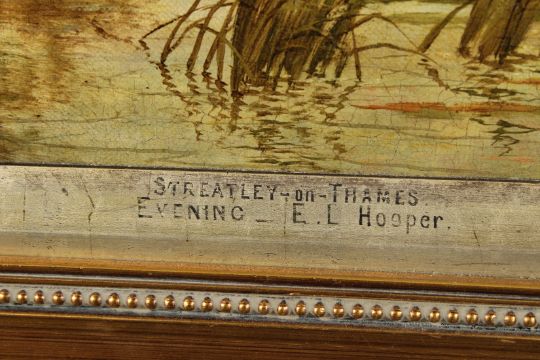 STREATLEY-on-THAMES.
EVENING _ E.L Hooper.